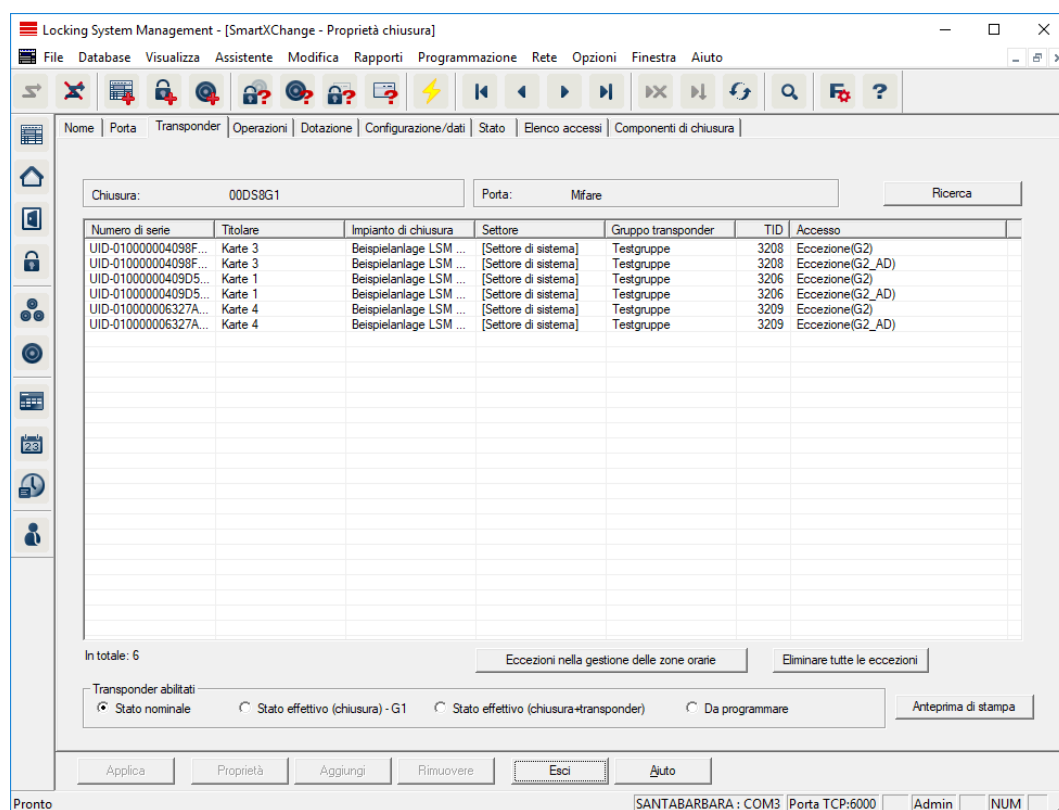 Locking System Management - [SmartXChange - Proprietà chiusura]
File Database Visualizza Assistente Modifica Rapporti Programmazione Rete Opzioni Finestra Aiuto
Nome Porta Transponder Operazioni Dotazione Configurazione/dati Stato Elenco accessi Componenti di chiusura
Chiusura: 00DS8G1 Porta: Mifare Ricerca
Numero di serie Titolare Impianto di chiusura Settore Gruppo transponder TID Accesso
UID-010000004098F... Karte 3 Beispielanlage LSM ... [Settore di sistema] Testgruppe 3208 Eccezione(G2)
UID-010000004098F... Karte 3 Beispielanlage LSM ... [Settore di sistema] Testgruppe 3208 Eccezione(G2_AD)
UID-01000000409D5... Karte 1 Beispielanlage LSM ... [Settore di sistema] Testgruppe 3206 Eccezione(G2)
UID-01000000409D5... Karte 1 Beispielanlage LSM ... [Settore di sistema] Testgruppe 3206 Eccezione(G2_AD)
UID-010000006327A... Karte 4 Beispielanlage LSM ... [Settore di sistema] Testgruppe 3209 Eccezione(G2)
UID-010000006327A... Karte 4 Beispielanlage LSM ... [Settore di sistema] Testgruppe 3209 Eccezione(G2_AD)
In totale: 6 Eccezioni nella gestione delle zone orarie Eliminare tutte le eccezioni
Transponder abilitati
Stato nominale Stato effettivo (chiusura) - G1 Stato effettivo (chiusura+transponder) Da programmare Anteprima di stampa
Applica Proprietà Aggiungi Rimuovere Esci Aiuto
Pronto SANTABARBARA : COM3 Porta TCP:6000 Admin NUM